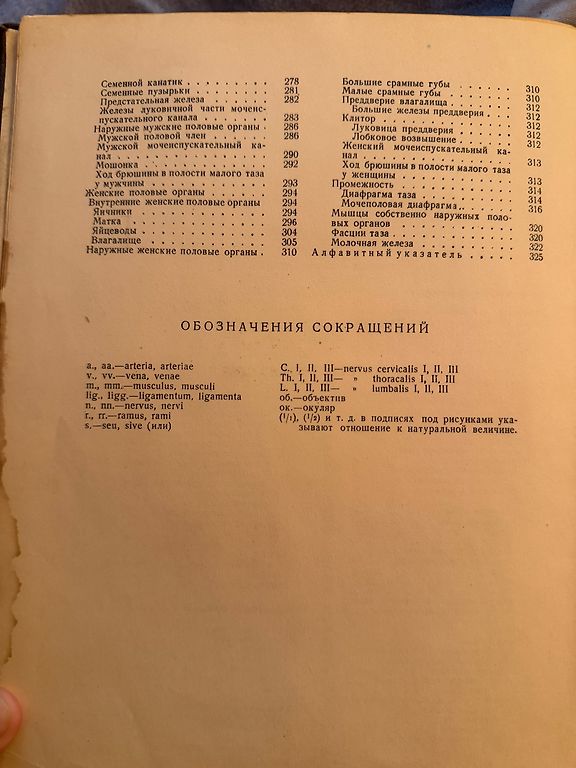 Семенной канатик . . . . . . . . . 278
Семенные пузырьки . . . . . . . . 281
Предстательная железа . . . . . . . 282
Железы луковичной части мочеис-
пускательного канала . . . . . . . 283
Наружные мужские половые органы . 286
Мужской половой член . . . . . . 286
Мужской мочеиспускательный ка-
нал . . . . . . . . . . . . . . . 290
Мошонка . . . . . . . . . . . . 292
Ход брюшины в полости малого таза
у мужчины . . . . . . . . . . . 293
Женские половые органы . . . . . . . 294
Внутренние женские половые органы 294
Яичники . . . . . . . . . . . . 294
Матка . . . . . . . . . . . . . 296
Яйцеводы . . . . . . . . . . . . 304
Влагалище . . . . . . . . . . . 305
Наружные женские половые органы . 310
Большие срамные губы . . . . . . . 310
Малые срамные губы . . . . . . . . 310
Преддверие влагалища . . . . . . . . 312
Большие железы преддверия . . . 312
Клитор . . . . . . . . . . . . . 312
Луковица преддверия . . . . . . . 312
Лобковое возвышение . . . . . . . 312
Женский мочеиспускательный ка-
нал . . . . . . . . . . . . . . . 313
Ход брюшины в полости малого таза
у женщины . . . . . . . . . . . 313
Промежность . . . . . . . . . . . 314
Диафрагма таза . . . . . . . . . 314
Мочеполовая диафрагма . . . . . . 316
Мышцы собственно наружных поло-
вых органов . . . . . . . . . . . 320
Фасции таза . . . . . . . . . . . 320
Молочная железа . . . . . . . . . 322
Алфавитный указатель . . . . . 325
ОБОЗНАЧЕНИЯ СОКРАЩЕНИЙ
a., aa.—arteria, arteriae
v., vv.—vena, venae
m., mm.—musculus, musculi
lig., ligg.—ligamentum, ligamenta
n., nn.—nervus, nervi
r., rr.—ramus, rami
s.—seu, sive (или)
C. I, II, III—nervus cervicalis I, II, III
Th. I, II, III— » thoracalis I, II, III
L. I, II, III— » lumbalis I, II, III
об.—объектив
ок.—окуляр
(¹/₁), (¹/₂) и т. д. в подписях под рисунками ука-
зывают отношение к натуральной величине.